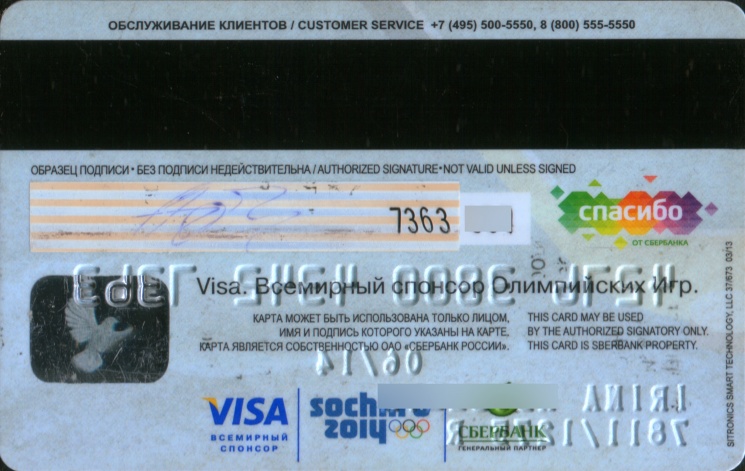 ОБСЛУЖИВАНИЕ КЛИЕНТОВ / CUSTOMER SERVICE +7 (495) 500-5550, 8 (800) 555-5550
ОБРАЗЕЦ ПОДПИСИ • БЕЗ ПОДПИСИ НЕДЕЙСТВИТЕЛЬНА / AUTHORIZED SIGNATURE • NOT VALID UNLESS SIGNED
7363
спасибо
ОТ СБЕРБАНКА
Visa. Всемирный спонсор Олимпийских Игр.
КАРТА МОЖЕТ БЫТЬ ИСПОЛЬЗОВАНА ТОЛЬКО ЛИЦОМ,
ИМЯ И ПОДПИСЬ КОТОРОГО УКАЗАНЫ НА КАРТЕ.
КАРТА ЯВЛЯЕТСЯ СОБСТВЕННОСТЬЮ ОАО «СБЕРБАНК РОССИИ».
THIS CARD MAY BE USED
BY THE AUTHORIZED SIGNATORY ONLY.
THIS CARD IS SBERBANK PROPERTY.
06/14
VISA
ВСЕМИРНЫЙ
СПОНСОР
2014
СБЕРБАНК
ГЕНЕРАЛЬНЫЙ ПАРТНЕР
IRINA
SITRONICS SMART TECHNOLOGY, LLC 37/673 03/13